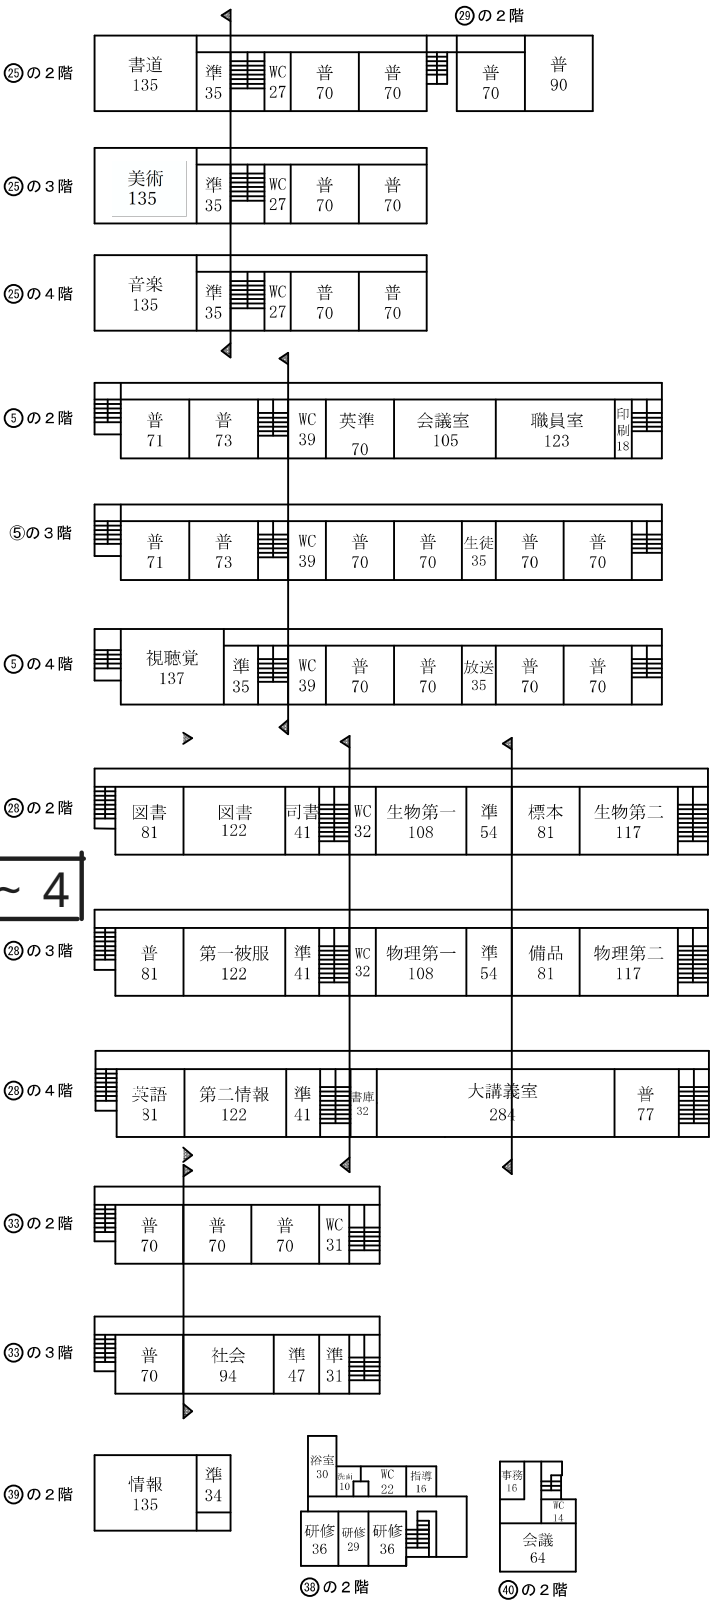 ㉙の２階
㉕の２階
書道
135
準
35
WC
27
普
70
普
70
普
70
普
90
㉕の３階
美術
135
準
35
WC
27
普
70
普
70
㉕の４階
音楽
135
準
35
WC
27
普
70
普
70
⑤の２階
普
71
普
73
WC
39
英準
70
会議室
105
職員室
123
印
刷
18
⑤の３階
普
71
普
73
WC
39
普
70
普
70
生徒
35
普
70
普
70
⑤の４階
視聴覚
137
準
35
WC
39
普
70
普
70
放送
35
普
70
普
70
㉘の２階
図書
81
図書
122
司書
41
WC
32
生物第一
108
準
54
標本
81
生物第二
117
~ 4
㉘の３階
普
81
第一被服
122
準
41
WC
32
物理第一
108
準
54
備品
81
物理第二
117
㉘の４階
英語
81
第二情報
122
準
41
書庫
32
大講義室
284
普
77
㉝の２階
普
70
普
70
普
70
WC
31
㉝の３階
普
70
社会
94
準
47
準
31
㊴の２階
情報
135
準
34
浴室
30
洗面
10
WC
22
指導
16
研修
36
研修
29
研修
36
㊳の２階
事務
16
WC
14
会議
64
㊵の２階